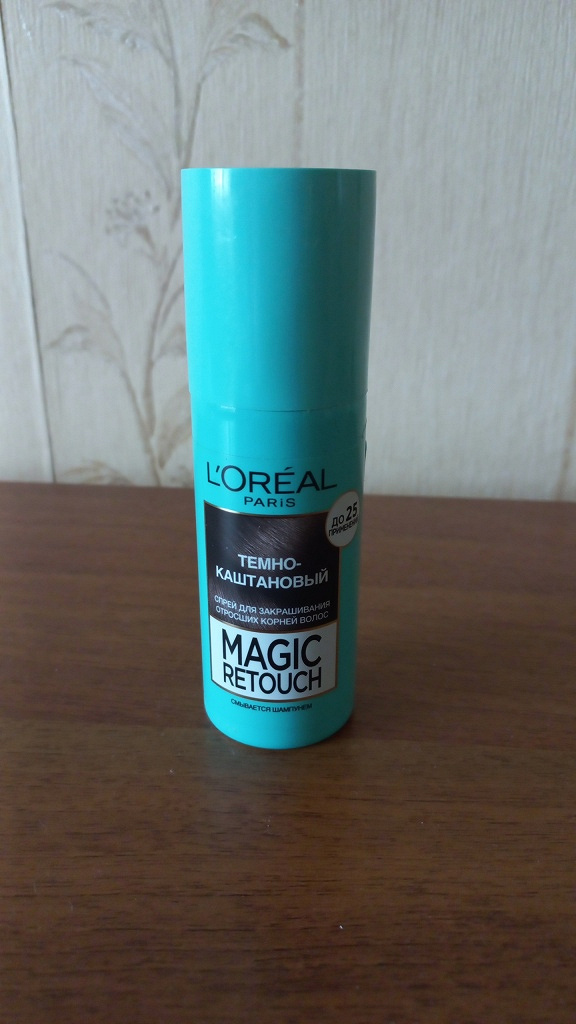 L'ORÉAL
PARIS
ДО 25
ПРИМЕНЕНИЙ
ТЕМНО-
КАШТАНОВЫЙ
СПРЕЙ ДЛЯ ЗАКРАШИВАНИЯ
ОТРОСШИХ КОРНЕЙ ВОЛОС
MAGIC
RETOUCH
СМЫВАЕТСЯ ШАМПУНЕМ